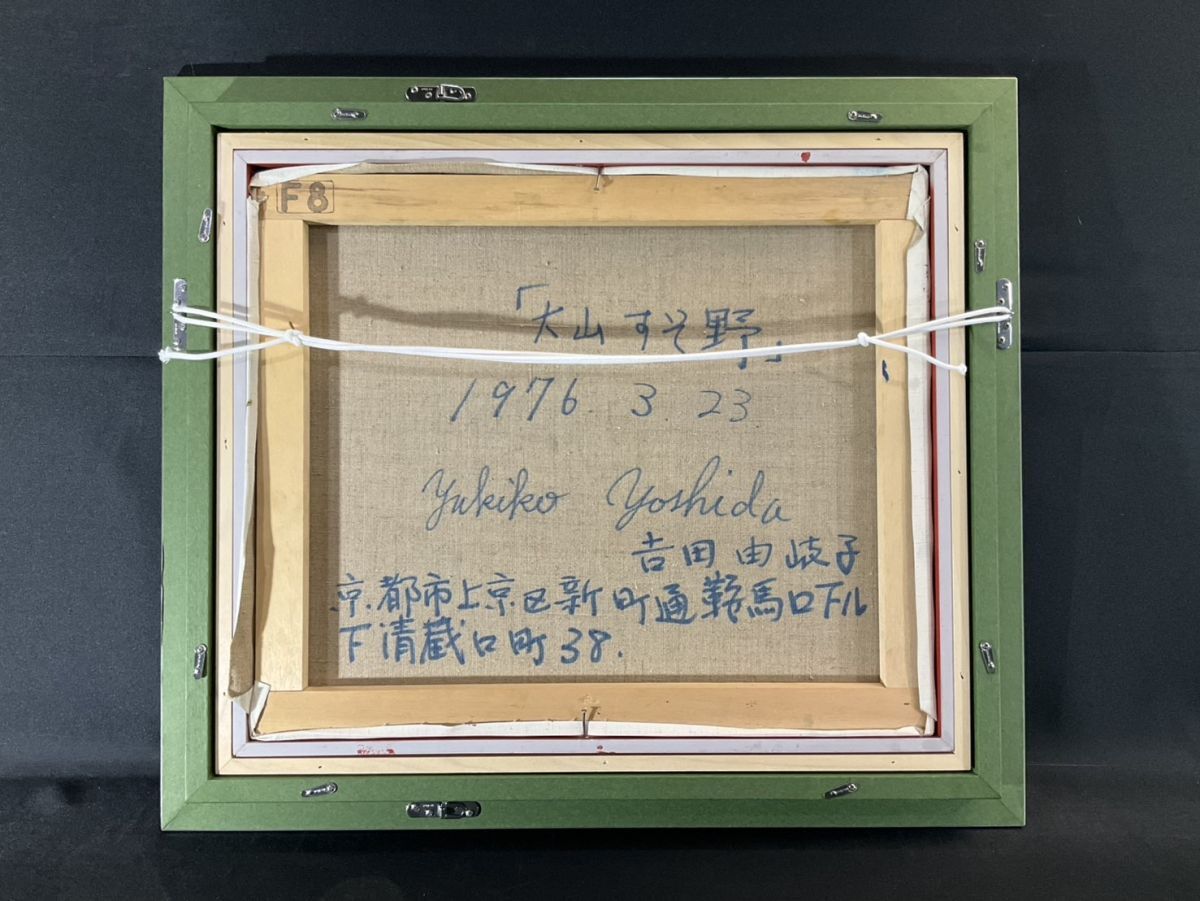 F8
「大山すそ野」
1976. 3. 23
Yukiko Yoshida
吉田由岐子
京都市上京区新町通鞍馬口下ル
下清蔵口町38.